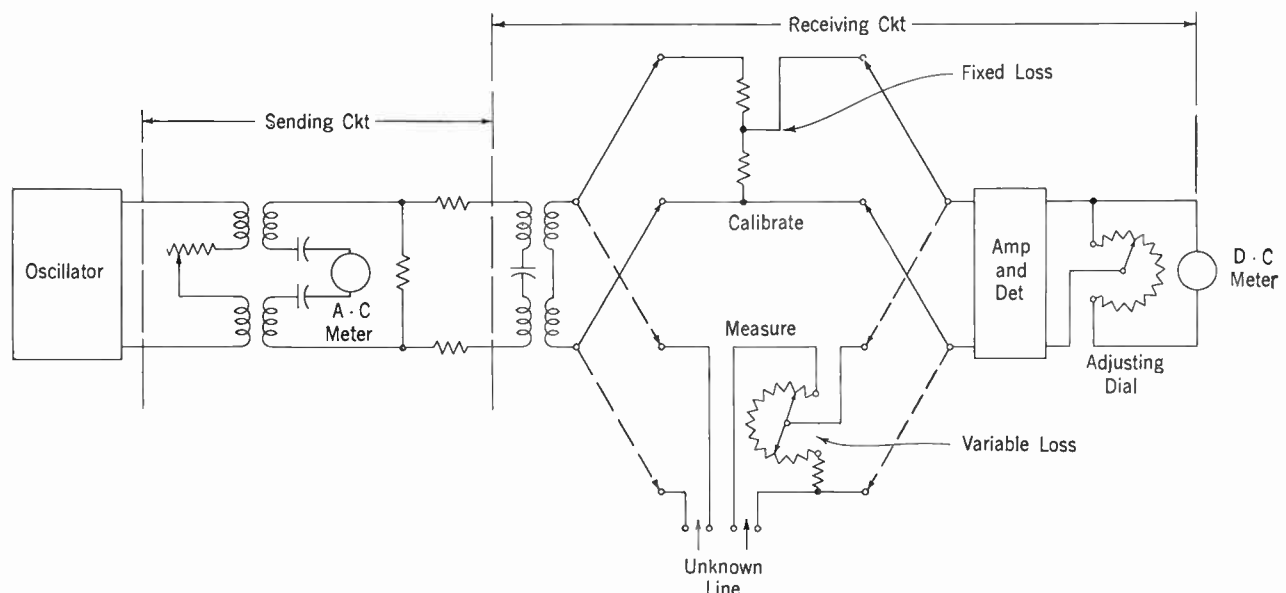 Receiving Ckt
Fixed Loss
Sending Ckt
Calibrate
Oscillator
A·C
Meter
Amp
and
Det
D·C
Meter
Measure
Adjusting
Dial
Variable Loss
Unknown
Line